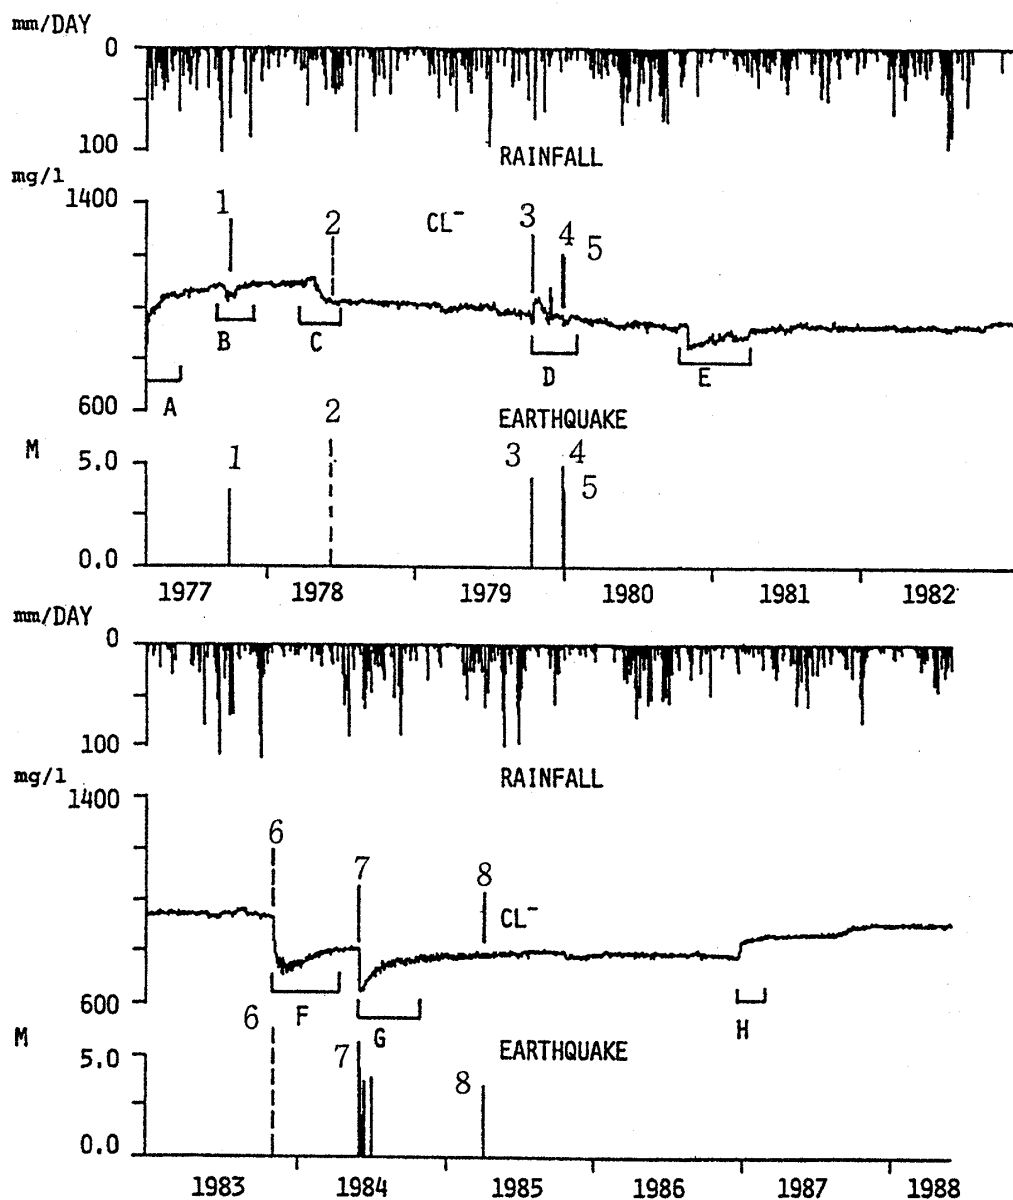 mm/DAY
0
100
RAINFALL
mg/l
1400
1
2
CL⁻
3
4
5
B
C
D
E
A
600
2
EARTHQUAKE
M
5.0
1
3
4
5
0.0
1977 1978 1979 1980 1981 1982
mm/DAY
0
100
RAINFALL
mg/l
1400
6
7
8
CL⁻
600
F
G
H
6
M
5.0
7
8
EARTHQUAKE
0.0
1983 1984 1985 1986 1987 1988